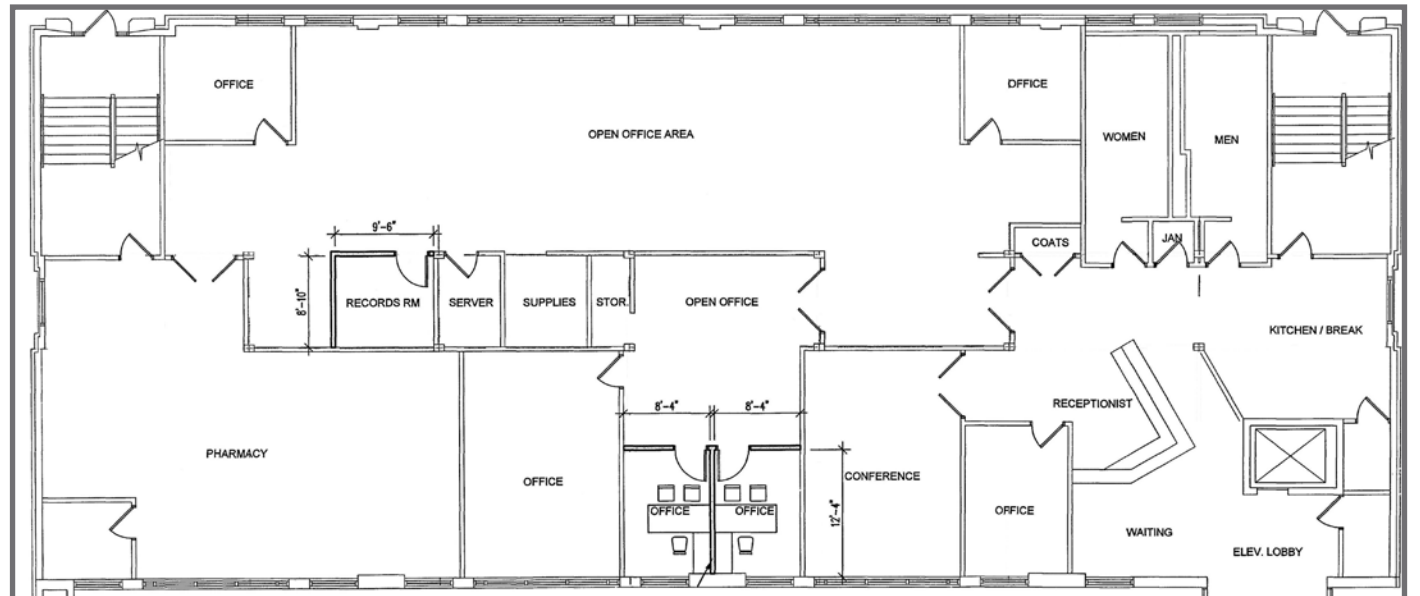 OFFICE
DFFICE
OPEN OFFICE AREA
WOMEN
MEN
9'-6"
COATS
JAN
8'-10"
RECORDS RM
SERVER
SUPPLIES
STOR.
OPEN OFFICE
KITCHEN / BREAK
8'-4"
8'-4"
RECEPTIONIST
PHARMACY
OFFICE
CONFERENCE
12'-4"
OFFICE
OFFICE
OFFICE
WAITING
ELEV. LOBBY